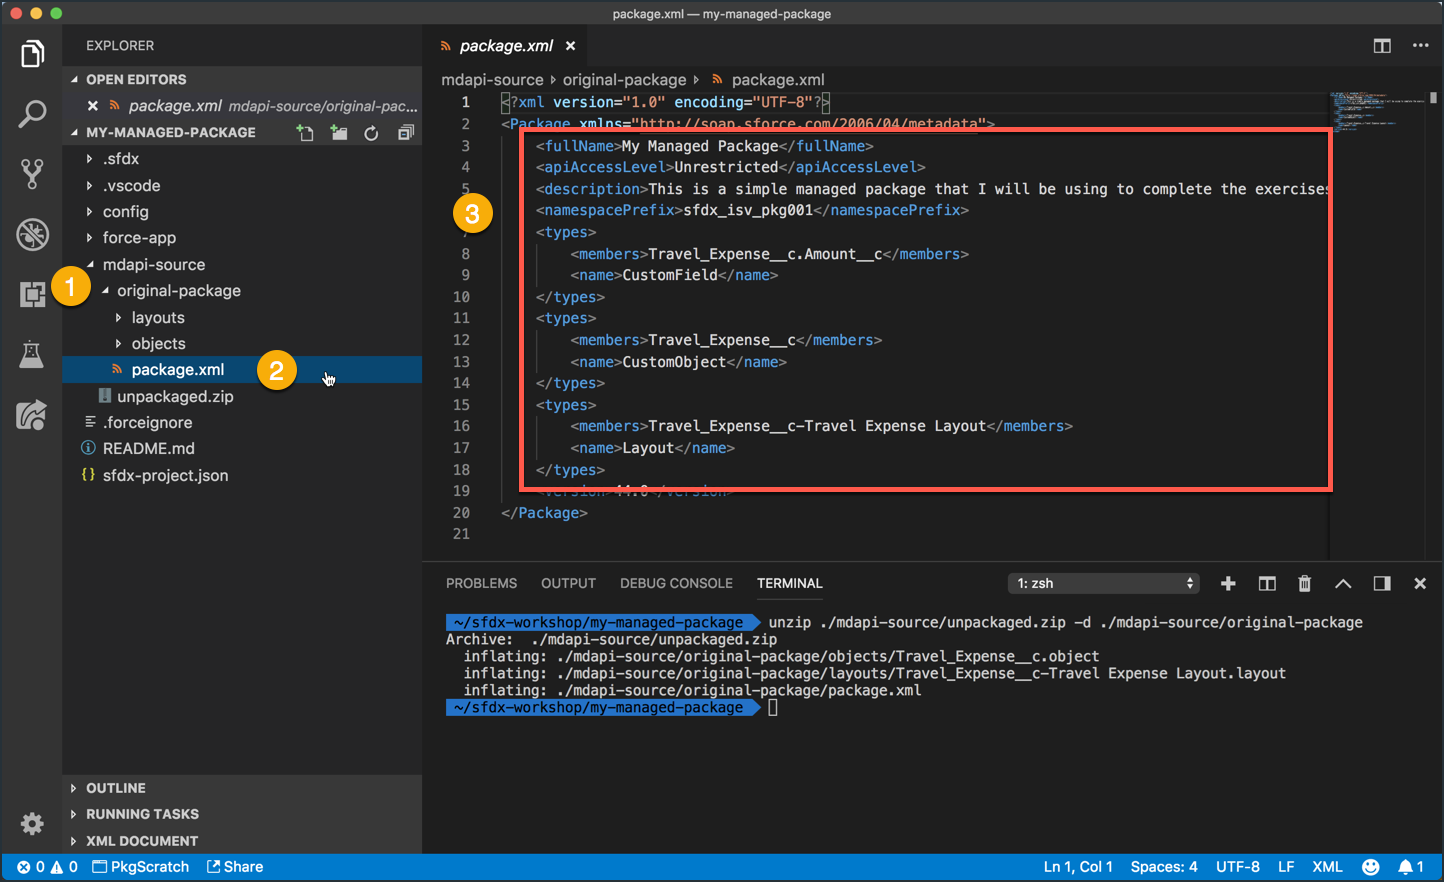 package.xml — my-managed-package
EXPLORER
OPEN EDITORS
package.xml mdapi-source/original-pac...
MY-MANAGED-PACKAGE
.sfdx
.vscode
config
force-app
mdapi-source
1
original-package
layouts
objects
package.xml
2
unpackaged.zip
.forceignore
README.md
{} sfdx-project.json
OUTLINE
RUNNING TASKS
XML DOCUMENT
package.xml
mdapi-source original-package package.xml
1 <?xml version="1.0" encoding="UTF-8"?>
2 <Package xmlns="http://soap.sforce.com/2006/04/metadata">
3 <fullName>My Managed Package</fullName>
4 <apiAccessLevel>Unrestricted</apiAccessLevel>
5 <description>This is a simple managed package that I will be using to complete the exercises
3 <namespacePrefix>sfdx_isv_pkg001</namespacePrefix>
7 <types>
8 <members>Travel_Expense__c.Amount__c</members>
9 <name>CustomField</name>
10 </types>
11 <types>
12 <members>Travel_Expense__c</members>
13 <name>CustomObject</name>
14 </types>
15 <types>
16 <members>Travel_Expense__c-Travel Expense Layout</members>
17 <name>Layout</name>
18 </types>
19 <version>44.0</version>
20 </Package>
21
PROBLEMS OUTPUT DEBUG CONSOLE TERMINAL 1: zsh
~/sfdx-workshop/my-managed-package unzip ./mdapi-source/unpackaged.zip -d ./mdapi-source/original-package
Archive: ./mdapi-source/unpackaged.zip
inflating: ./mdapi-source/original-package/objects/Travel_Expense__c.object
inflating: ./mdapi-source/original-package/layouts/Travel_Expense__c-Travel Expense Layout.layout
inflating: ./mdapi-source/original-package/package.xml
~/sfdx-workshop/my-managed-package
0 0 PkgScratch Share Ln 1, Col 1 Spaces: 4 UTF-8 LF XML 1